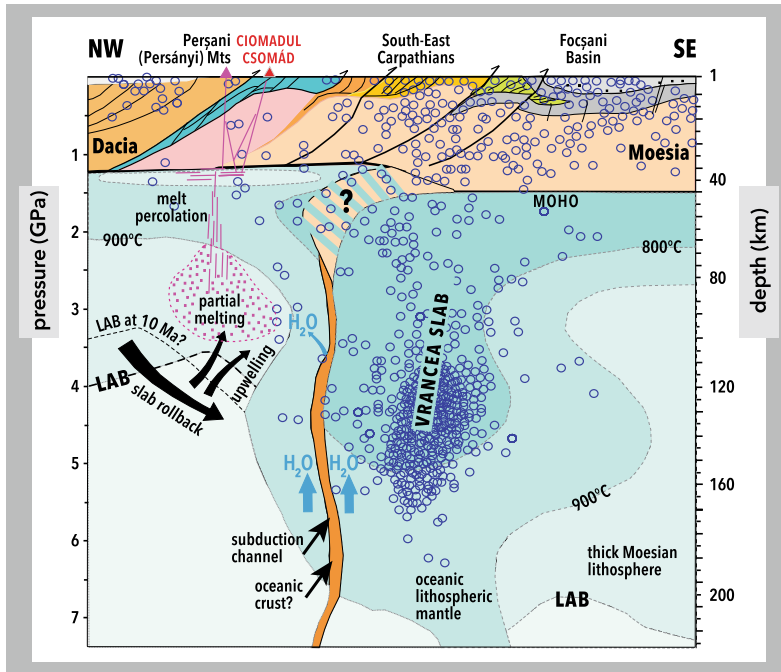 NW
Perșani
(Persányi) Mts
CIOMADUL
CSOMÁD
South-East
Carpathians
Focșani
Basin
SE
Dacia
Moesia
1
1
2
3
4
5
6
7
pressure (GPa)
40
80
120
160
200
depth (km)
MOHO
melt
percolation
?
900°C
800°C
partial
melting
LAB at 10 Ma?
H₂O
LAB
upwelling
slab rollback
VRANCEA SLAB
H₂O
H₂O
900°C
subduction
channel
oceanic
crust?
oceanic
lithospheric
mantle
thick Moesian
lithosphere
LAB